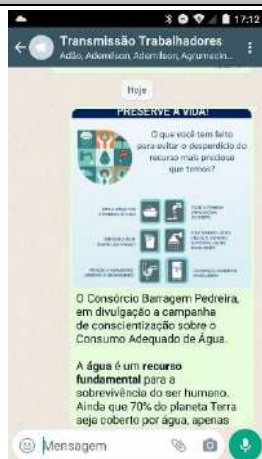 17:12
Transmissão Trabalhadores
Adão, Ademilson, Ademilson, Agrumacin...
Hoje
PRESERVE A VIDA!
O que você tem feito
para evitar o desperdício do
recurso mais precioso
que temos?
O Consórcio Barragem Pedreira,
em divulgação a campanha
de conscientização sobre o
Consumo Adequado de Água.
A água é um recurso
fundamental para a
sobrevivência do ser humano.
Ainda que 70% do planeta Terra
seja coberto por água, apenas
Mensagem